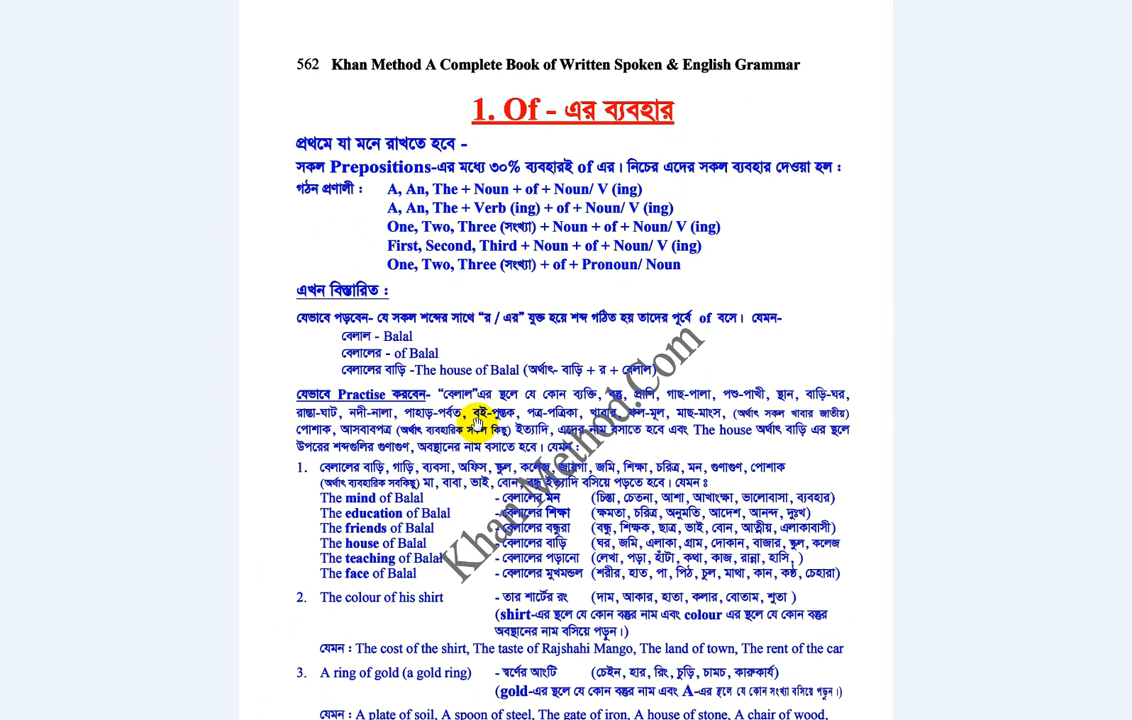 562 Khan Method A Complete Book of Written Spoken & English Grammar
1. Of - এর ব্যবহার
প্রথমে যা মনে রাখতে হবে -
সকল Prepositions-এর মধ্যে ৩০% ব্যবহারই of এর। নিচের এদের সকল ব্যবহার দেওয়া হল :
গঠন প্রণালী : A, An, The + Noun + of + Noun/ V (ing)
A, An, The + Verb (ing) + of + Noun/ V (ing)
One, Two, Three (সংখ্যা) + Noun + of + Noun/ V (ing)
First, Second, Third + Noun + of + Noun/ V (ing)
One, Two, Three (সংখ্যা) + of + Pronoun/ Noun
এখন বিস্তারিত :
যেভাবে পড়বেন- যে সকল শব্দের সাথে “র / এর” যুক্ত হয়ে শব্দ গঠিত হয় তাদের পূর্বে of বসে। যেমন-
বেলাল - Balal
বেলালের - of Balal
বেলালের বাড়ি -The house of Balal (অর্থাৎ- বাড়ি + র + বেলাল)
যেভাবে Practise করবেন- “বেলাল”এর স্থলে যে কোন ব্যক্তি, বস্তু, প্রাণি, গাছ-পালা, পশু-পাখী, স্থান, বাড়ি-ঘর,
রাস্তা-ঘাট, নদী-নালা, পাহাড়-পর্বত, বই-পুস্তক, পত্র-পত্রিকা, খাবার, ফল-মূল, মাছ-মাংস, (অর্থাৎ সকল খাবার জাতীয়)
পোশাক, আসবাবপত্র (অর্থাৎ ব্যবহারিক সকল কিছু) ইত্যাদি, এদের নাম বসাতে হবে এবং The house অর্থাৎ বাড়ি এর স্থলে
উপরের শব্দগুলির গুণাগুণ, অবস্থানের নাম বসাতে হবে। যেমন :
1. বেলালের বাড়ি, গাড়ি, ব্যবসা, অফিস, স্কুল, কলেজ, জায়গা, জমি, শিক্ষা, চরিত্র, মন, গুণাগুণ, পোশাক
(অর্থাৎ ব্যবহারিক সবকিছু) মা, বাবা, ভাই, বোন, বন্ধু ইত্যাদি বসিয়ে পড়তে হবে। যেমন ঃ
The mind of Balal - বেলালের মন (চিন্তা, চেতনা, আশা, আখাংক্ষা, ভালোবাসা, ব্যবহার)
The education of Balal - বেলালের শিক্ষা (ক্ষমতা, চরিত্র, অনুমতি, আদেশ, আনন্দ, দুঃখ)
The friends of Balal - বেলালের বন্ধুরা (বন্ধু, শিক্ষক, ছাত্র, ভাই, বোন, আত্নীয়, এলাকাবাসী)
The house of Balal - বেলালের বাড়ি (ঘর, জমি, এলাকা, গ্রাম, দোকান, বাজার, স্কুল, কলেজ
The teaching of Balal - বেলালের পড়ানো (লেখা, পড়া, হাঁটা, কথা, কাজ, রান্না, হাসি, )
The face of Balal - বেলালের মুখমন্ডল (শরীর, হাত, পা, পিঠ, চুল, মাথা, কান, কণ্ঠ, চেহারা)
2. The colour of his shirt - তার শার্টের রং (দাম, আকার, হাতা, কলার, বোতাম, শুতা )
(shirt-এর স্থলে যে কোন বস্তুর নাম এবং colour এর স্থলে যে কোন বস্তুর
অবস্থানের নাম বসিয়ে পড়ুন।)
যেমন : The cost of the shirt, The taste of Rajshahi Mango, The land of town, The rent of the car
3. A ring of gold (a gold ring) - স্বর্ণের আংটি (চেইন, হার, রিং, চুড়ি, চামচ, কারুকার্য)
(gold-এর স্থলে যে কোন বস্তুর নাম এবং A-এর স্থলে যে কোন সংখ্যা বসিয়ে পড়ুন।)
যেমন : A plate of soil, A spoon of steel, The gate of iron, A house of stone, A chair of wood,
Khan Method.Com